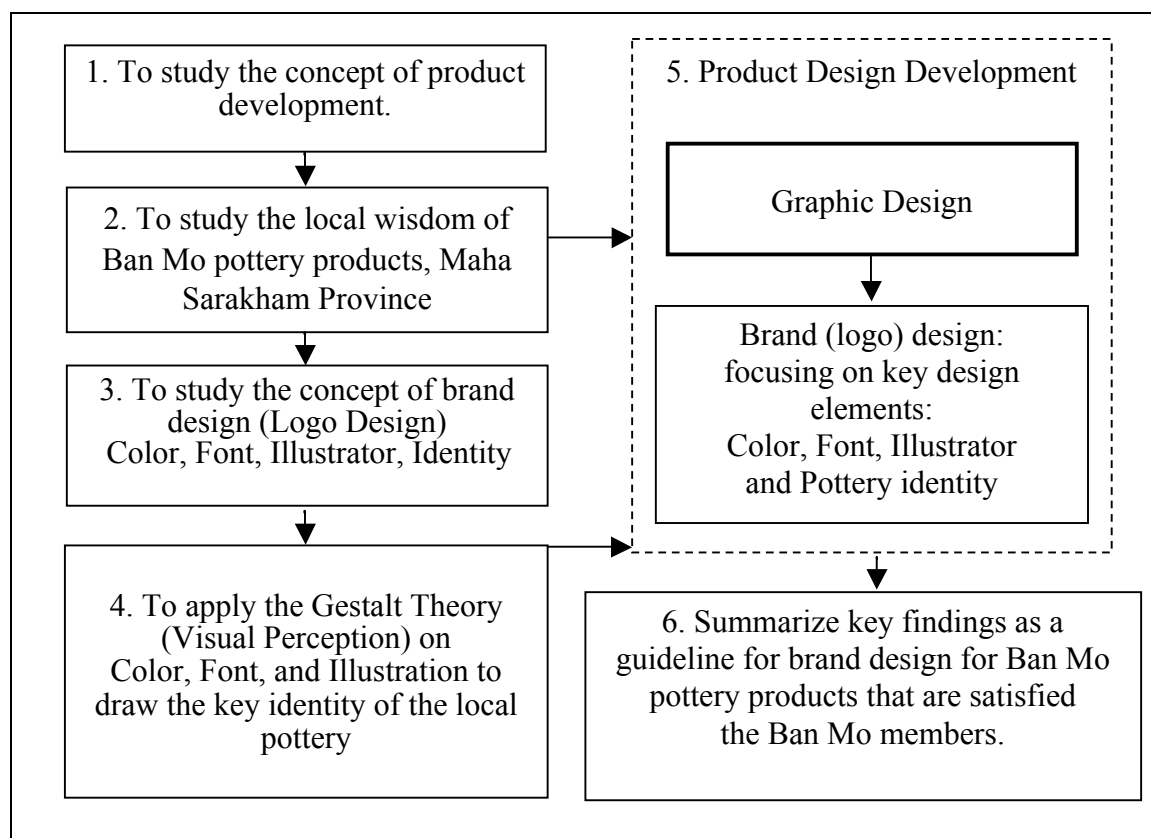 1. To study the concept of product
development.
2. To study the local wisdom of
Ban Mo pottery products, Maha
Sarakham Province
3. To study the concept of brand
design (Logo Design)
Color, Font, Illustrator, Identity
4. To apply the Gestalt Theory
(Visual Perception) on
Color, Font, and Illustration to
draw the key identity of the local
pottery
5. Product Design Development
Graphic Design
Brand (logo) design:
focusing on key design
elements:
Color, Font, Illustrator
and Pottery identity
6. Summarize key findings as a
guideline for brand design for Ban Mo
pottery products that are satisfied
the Ban Mo members.